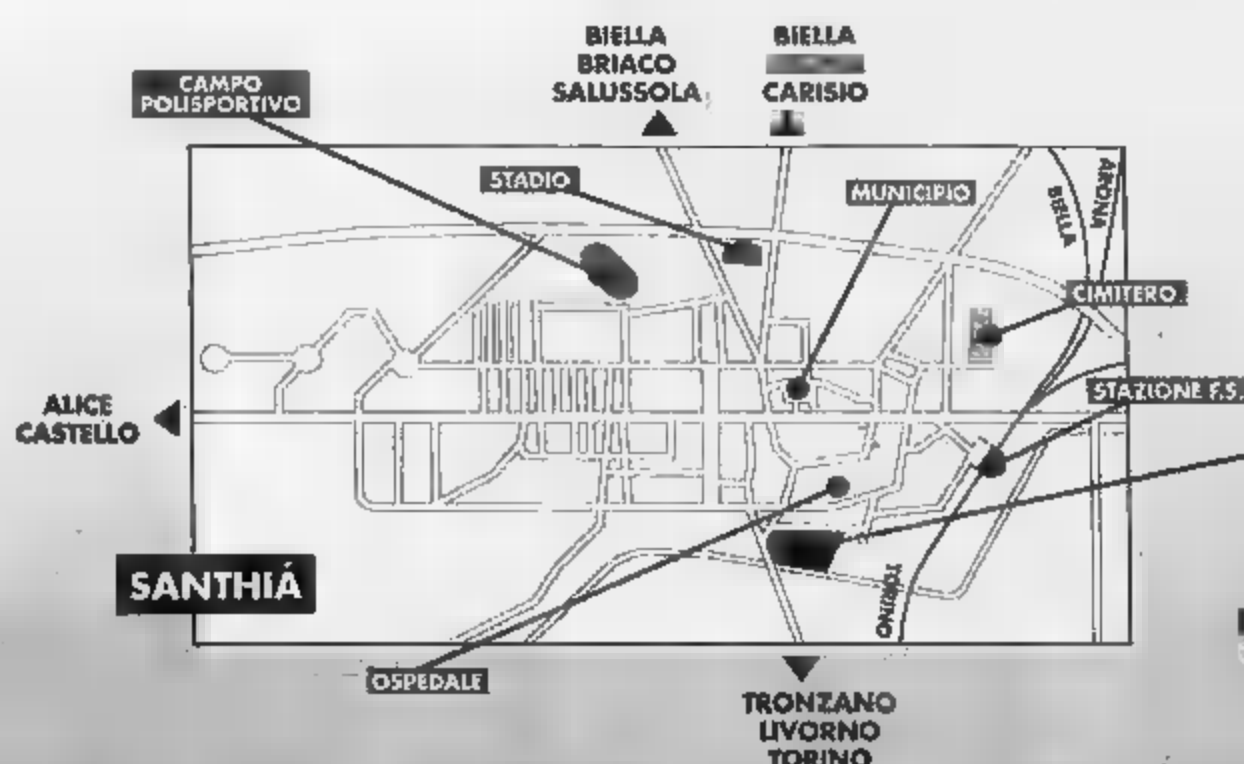 BIELLA
BRIACO
SALUSSOLA
BIELLA
CARISIO
CAMPO
POLISPORTIVO
STADIO
MUNICIPIO
BIELLA
ARONA
CIMITERO
STAZIONE F.S.
ALICE
CASTELLO
SANTHIÁ
TORINO
OSPEDALE
TRONZANO
LIVORNO
TORINO